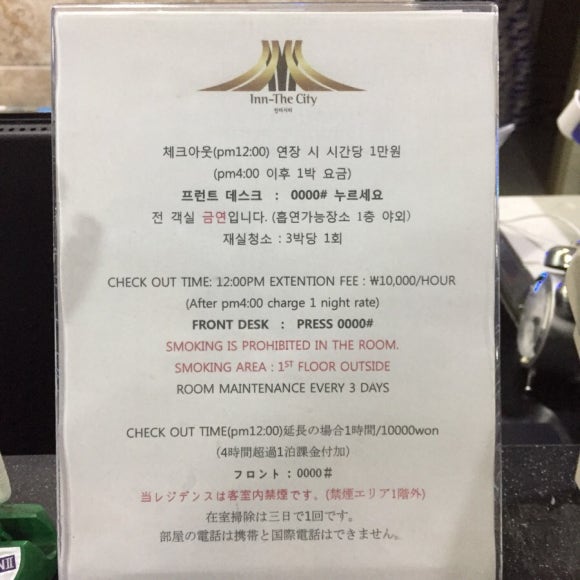 Inn-The City
인더시티
체크아웃(pm12:00) 연장 시 시간당 1만원
(pm4:00 이후 1박 요금)
프런트 데스크 : 0000# 누르세요
전 객실 금연입니다. (흡연가능장소 1층 야외)
재실청소 : 3박당 1회
CHECK OUT TIME: 12:00PM EXTENTION FEE : ₩10,000/HOUR
(After pm4:00 charge 1 night rate)
FRONT DESK : PRESS 0000#
SMOKING IS PROHIBITED IN THE ROOM.
SMOKING AREA : 1ST FLOOR OUTSIDE
ROOM MAINTENANCE EVERY 3 DAYS
CHECK OUT TIME(pm12:00)延長の場合1時間/10000won
(4時間超過1泊課金付加)
フロント : 0000#
当レジデンスは客室内禁煙です。(禁煙エリア1階外)
在室掃除は三日で1回です。
部屋の電話は携帯と国際電話はできません。